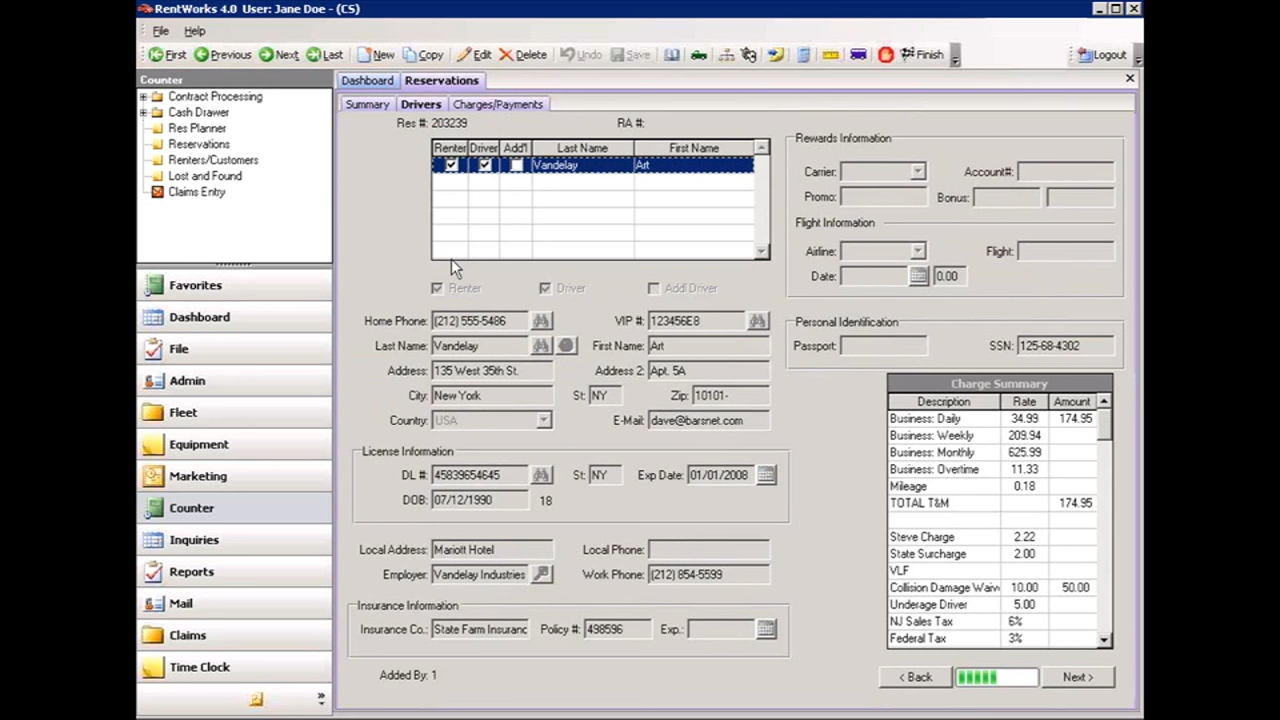 RentWorks 4.0 User: Jane Doe - (CS)
File Help
First Previous Next Last New Copy Edit Delete Undo Save Finish Logout
Counter
Contract Processing
Cash Drawer
Res Planner
Reservations
Renters/Customers
Lost and Found
Claims Entry
Favorites
Dashboard
File
Admin
Fleet
Equipment
Marketing
Counter
Inquiries
Reports
Mail
Claims
Time Clock
Dashboard Reservations
Summary Drivers Charges/Payments
Res #: 203239 RA #:
Renter Driver Add'l Last Name First Name
Vandelay Art
Renter Driver Add'l Driver
Home Phone: (212) 555-5486 VIP #: 123456E8
Last Name: Vandelay First Name: Art
Address: 135 West 35th St. Address 2: Apt. 5A
City: New York St: NY Zip: 10101-
Country: USA E-Mail: dave@barsnet.com
License Information
DL #: 45839654645 St: NY Exp Date: 01/01/2008
DOB: 07/12/1990 18
Local Address: Mariott Hotel Local Phone:
Employer: Vandelay Industries Work Phone: (212) 854-5599
Insurance Information
Insurance Co.: State Farm Insuranc Policy #: 498596 Exp.:
Added By: 1
Rewards Information
Carrier: Account#:
Promo: Bonus:
Flight Information
Airline: Flight:
Date: 0.00
Personal Identification
Passport: SSN: 125-68-4302
Charge Summary
Description Rate Amount
Business: Daily 34.99 174.95
Business: Weekly 209.94
Business: Monthly 625.99
Business: Overtime 11.33
Mileage 0.18
TOTAL T&M 174.95
Steve Charge 2.22
State Surcharge 2.00
VLF
Collision Damage Waiv 10.00 50.00
Underage Driver 5.00
NJ Sales Tax 6%
Federal Tax 3%
< Back Next >